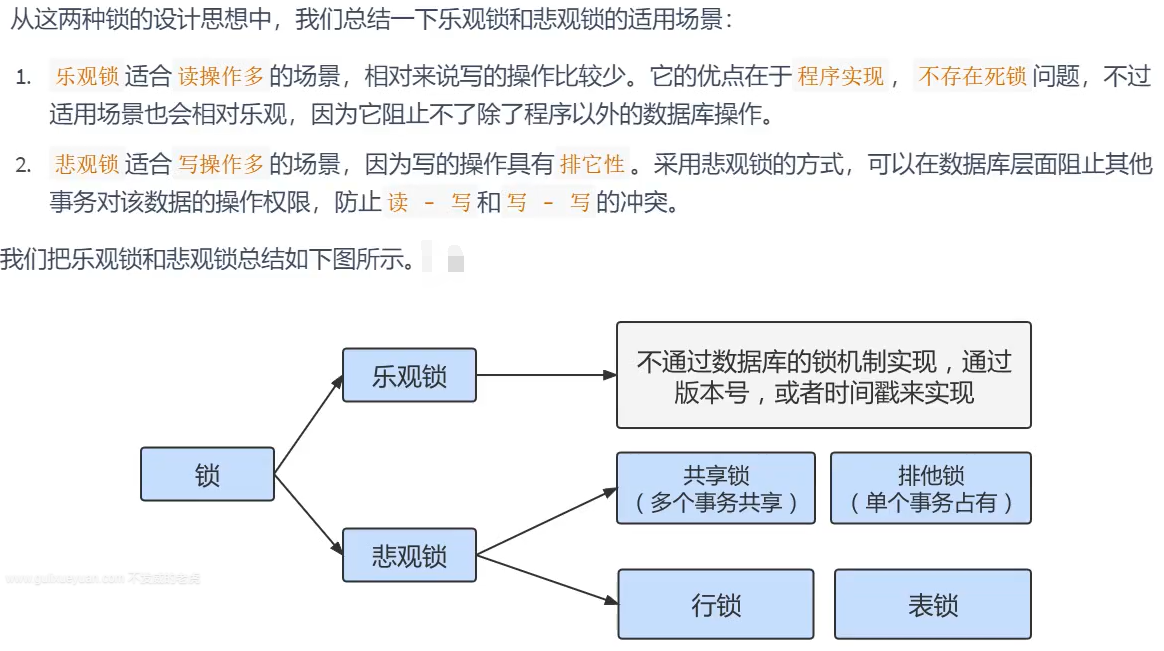 从这两种锁的设计思想中，我们总结一下乐观锁和悲观锁的适用场景：
1. 乐观锁 适合 读操作多 的场景，相对来说写的操作比较少。它的优点在于 程序实现 ， 不存在死锁 问题，不过
适用场景也会相对乐观，因为它阻止不了除了程序以外的数据库操作。
2. 悲观锁 适合 写操作多 的场景，因为写的操作具有 排它性 。采用悲观锁的方式，可以在数据库层面阻止其他
事务对该数据的操作权限，防止 读 - 写 和 写 - 写 的冲突。
我们把乐观锁和悲观锁总结如下图所示。
不通过数据库的锁机制实现，通过
版本号，或者时间戳来实现
乐观锁
锁
共享锁
（多个事务共享）
排他锁
（单个事务占有）
悲观锁
行锁
表锁